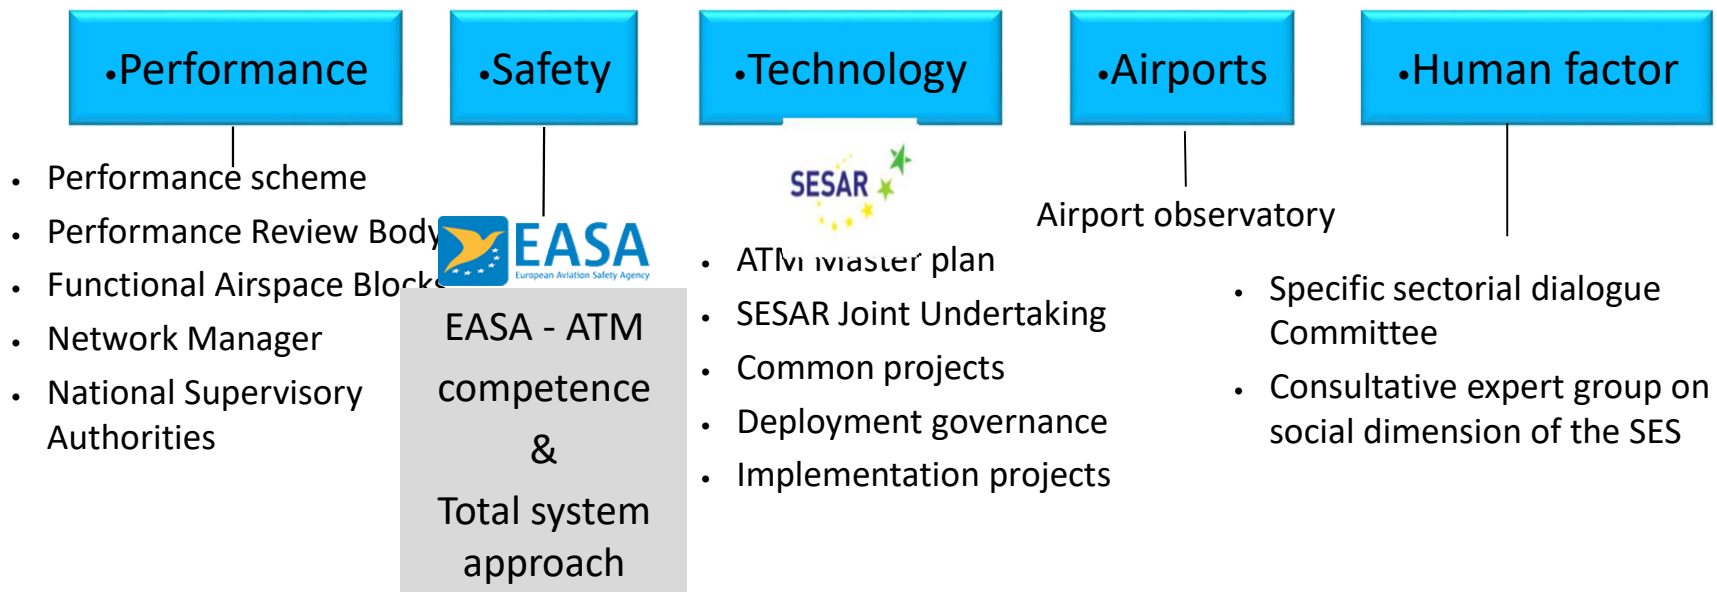 •Performance
•Safety
•Technology
•Airports
•Human factor
• Performance scheme
• Performance Review Body
• Functional Airspace Blocks
• Network Manager
• National Supervisory
Authorities
EASA
European Aviation Safety Agency
EASA - ATM
competence
&
Total system
approach
SESAR
• ATM Master plan
• SESAR Joint Undertaking
• Common projects
• Deployment governance
• Implementation projects
Airport observatory
• Specific sectorial dialogue
Committee
• Consultative expert group on
social dimension of the SES